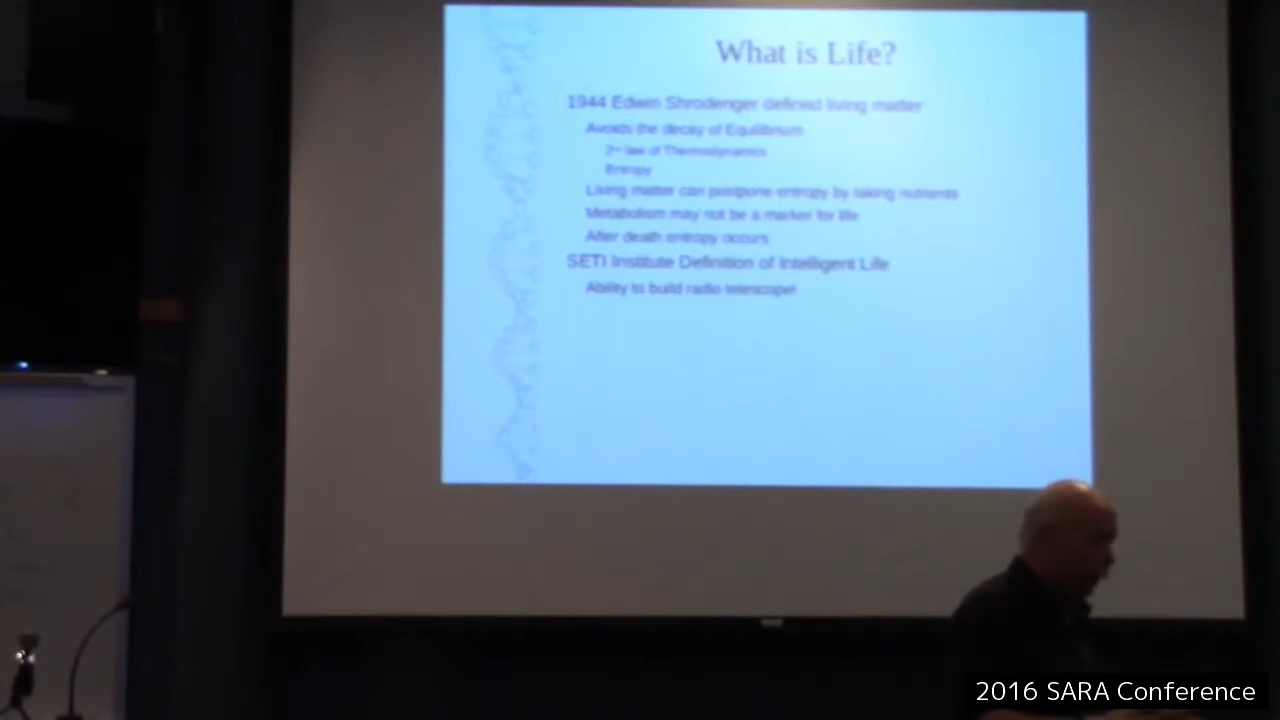 What is Life?
1944 Edwin Shrodenger defined living matter
Avoids the decay of Equilibrium
2nd law of Thermodynamics
Entropy
Living matter can postpone entropy by taking nutrients
Metabolism may not be a marker for life
After death entropy occurs
SETI Institute Definition of Intelligent Life
Ability to build radio telescope!
2016 SARA Conference